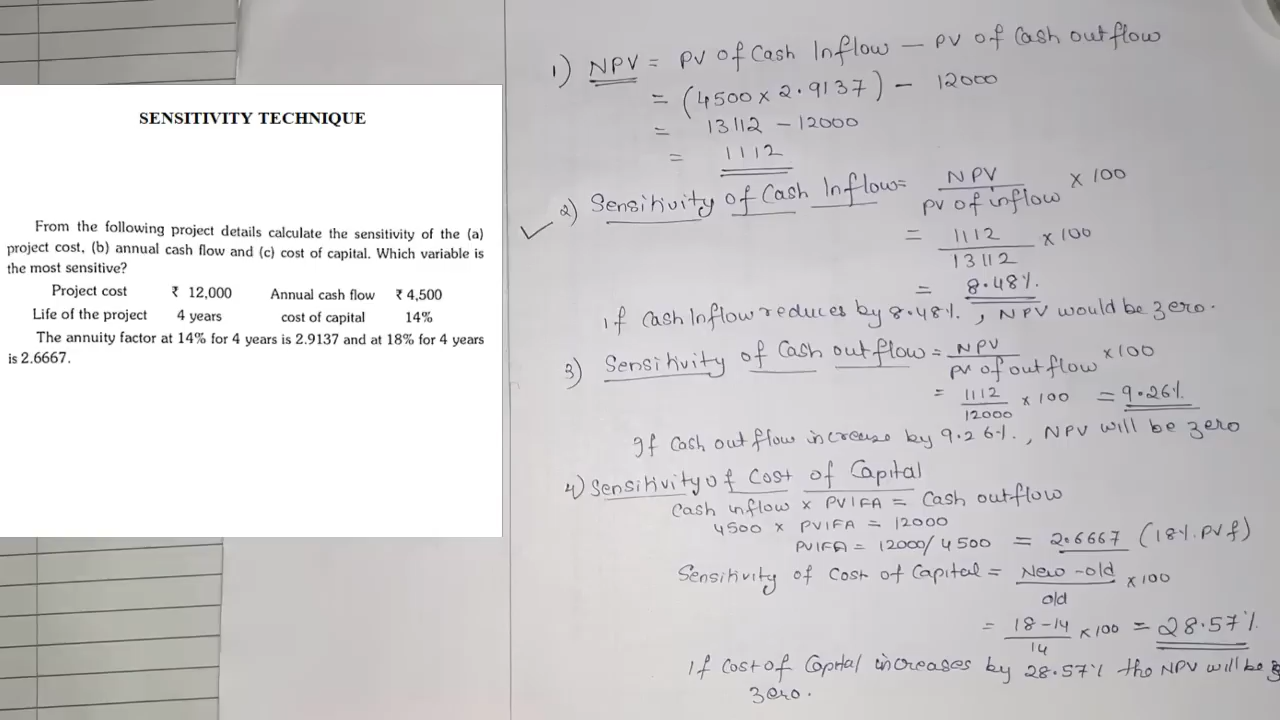 SENSITIVITY TECHNIQUE
From the following project details calculate the sensitivity of the (a)
project cost, (b) annual cash flow and (c) cost of capital. Which variable is
the most sensitive?
Project cost ₹ 12,000 Annual cash flow ₹ 4,500
Life of the project 4 years cost of capital 14%
The annuity factor at 14% for 4 years is 2.9137 and at 18% for 4 years
is 2.6667.
1) NPV = PV of Cash Inflow – PV of Cash outflow
= (4500 x 2.9137) – 12000
= 13112 – 12000
= 1112
✓ 2) Sensitivity of Cash Inflow = NPV / PV of inflow x 100
= 1112 / 13112 x 100
= 8.48%
If Cash Inflow reduces by 8.48%, NPV would be zero.
3) Sensitivity of Cash outflow = NPV / PV of outflow x 100
= 1112 / 12000 x 100 = 9.26%
If Cash outflow increase by 9.26%, NPV will be zero
4) Sensitivity of Cost of Capital
Cash inflow x PVIFA = Cash outflow
4500 x PVIFA = 12000
PVIFA = 12000/4500 = 2.6667 (18% PVf)
Sensitivity of Cost of Capital = New - old / old x 100
= 18-14 / 14 x 100 = 28.57%
If Cost of Capital increases by 28.57% the NPV will be
zero.